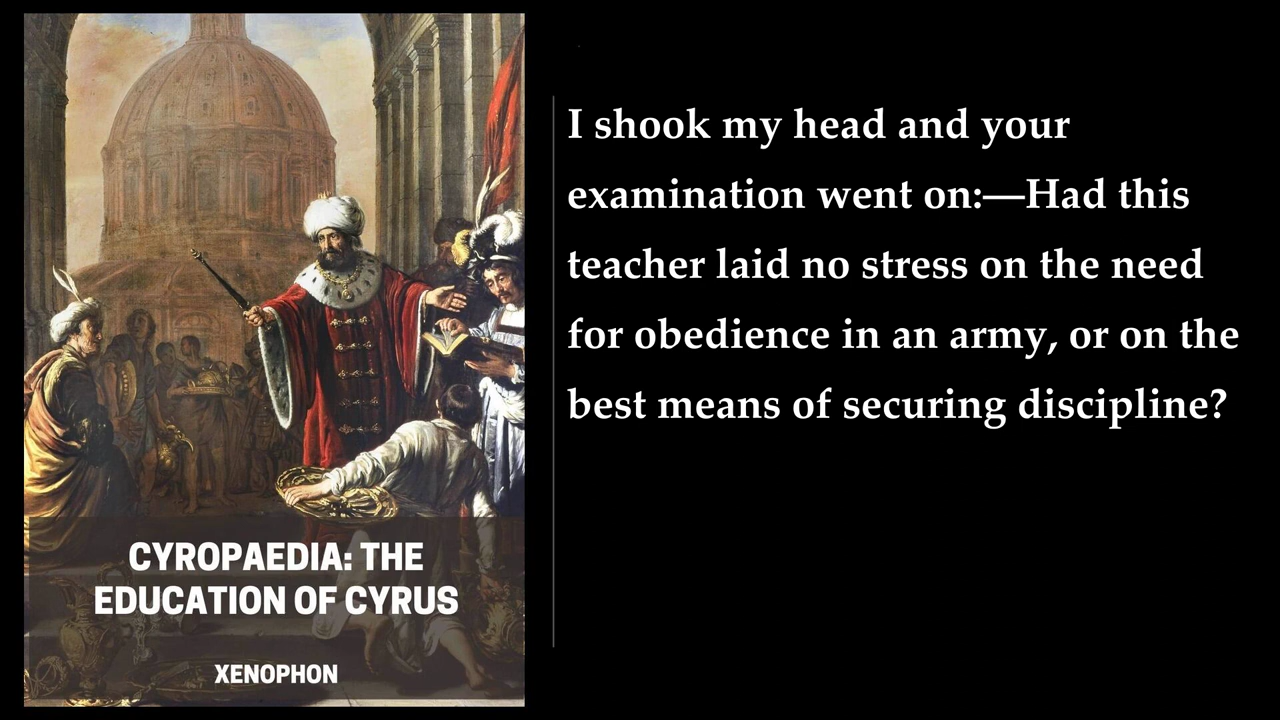 CYROPAEDIA: THE
EDUCATION OF CYRUS
XENOPHON
I shook my head and your
examination went on:—Had this
teacher laid no stress on the need
for obedience in an army, or on the
best means of securing discipline?